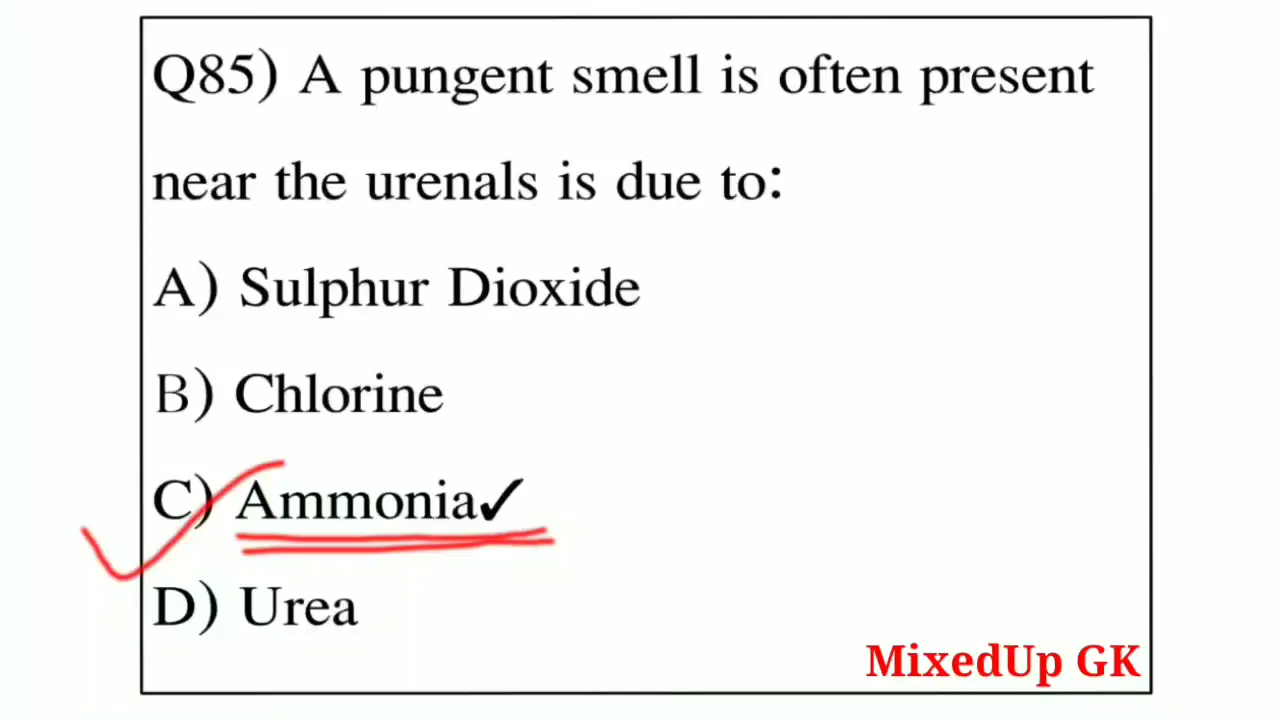 Q85) A pungent smell is often present
near the urenals is due to:
A) Sulphur Dioxide
B) Chlorine
C) Ammonia✓
D) Urea
MixedUp GK